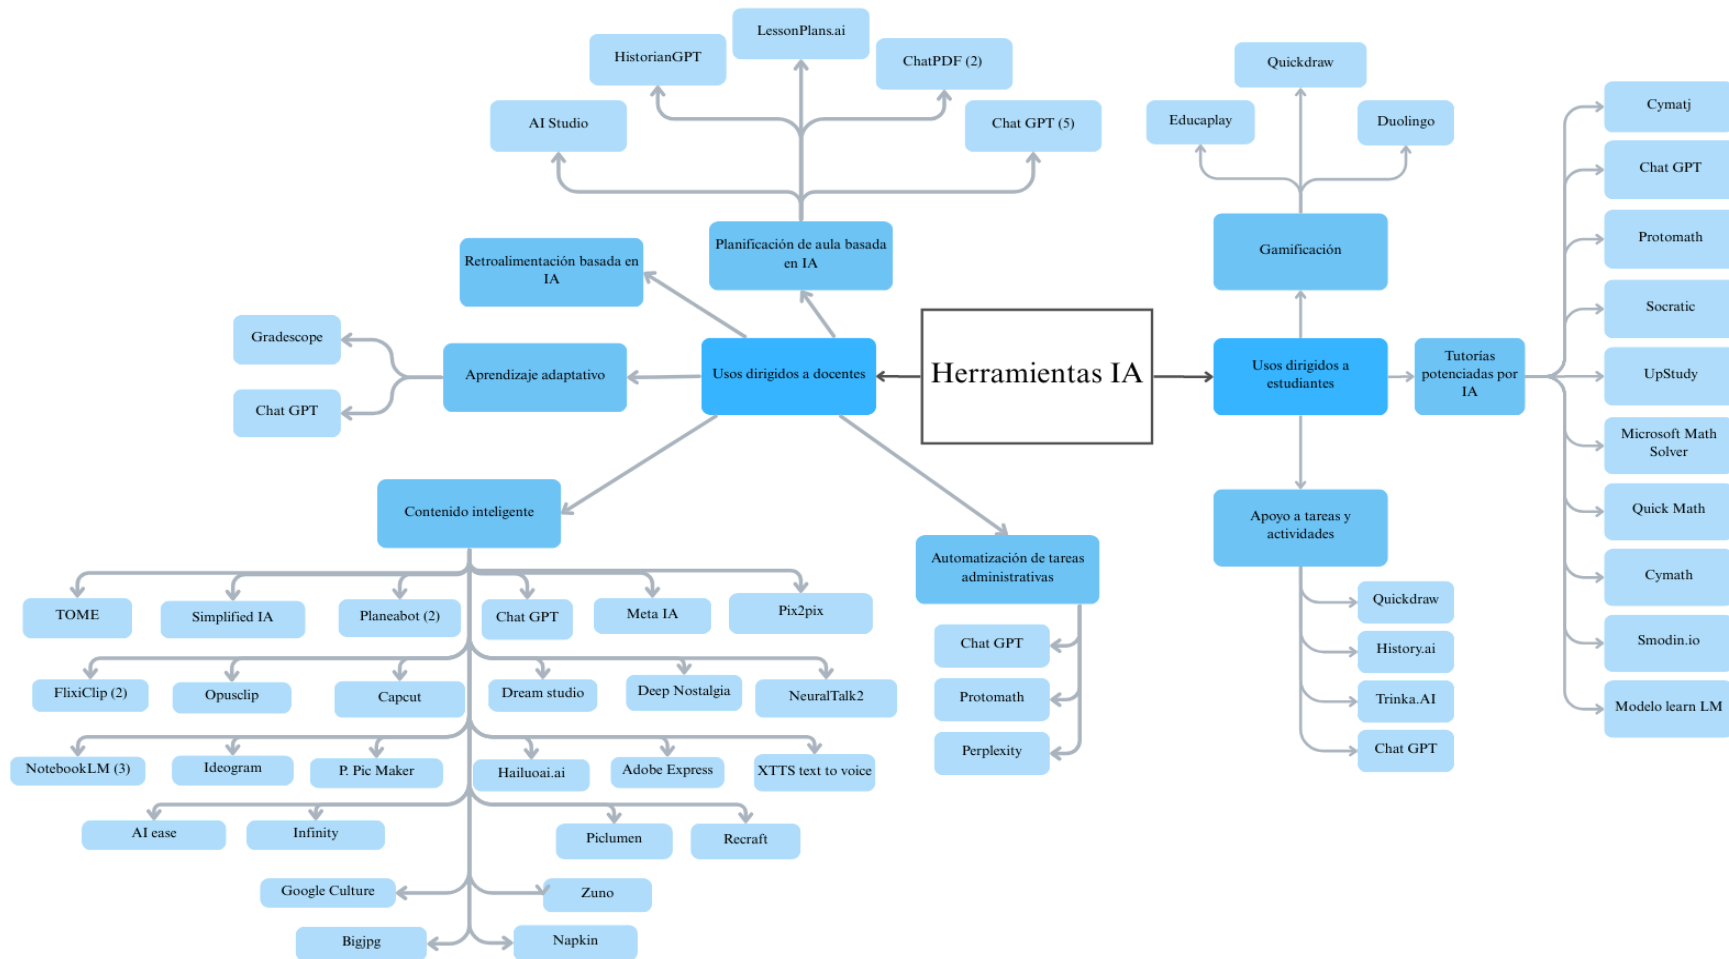 LessonPlans.ai
HistorianGPT
ChatPDF (2)
AI Studio
Chat GPT (5)
Planificación de aula basada
en IA
Retroalimentación basada en
IA
Gradescope
Aprendizaje adaptativo
Chat GPT
Usos dirigidos a docentes
Herramientas IA
Contenido inteligente
TOME
Simplified IA
Planeabot (2)
Chat GPT
Meta IA
Pix2pix
FlixiClip (2)
Opusclip
Capcut
Dream studio
Deep Nostalgia
NeuralTalk2
NotebookLM (3)
Ideogram
P. Pic Maker
Hailuoai.ai
Adobe Express
XTTS text to voice
AI ease
Infinity
Piclumen
Recraft
Google Culture
Zuno
Bigjpg
Napkin
Automatización de tareas
administrativas
Chat GPT
Protomath
Perplexity
Quickdraw
Educaplay
Duolingo
Gamificación
Usos dirigidos a
estudiantes
Tutorías
potenciadas por
IA
Cymatj
Chat GPT
Protomath
Socratic
UpStudy
Microsoft Math
Solver
Quick Math
Cymath
Smodin.io
Modelo learn LM
Apoyo a tareas y
actividades
Quickdraw
History.ai
Trinka.AI
Chat GPT